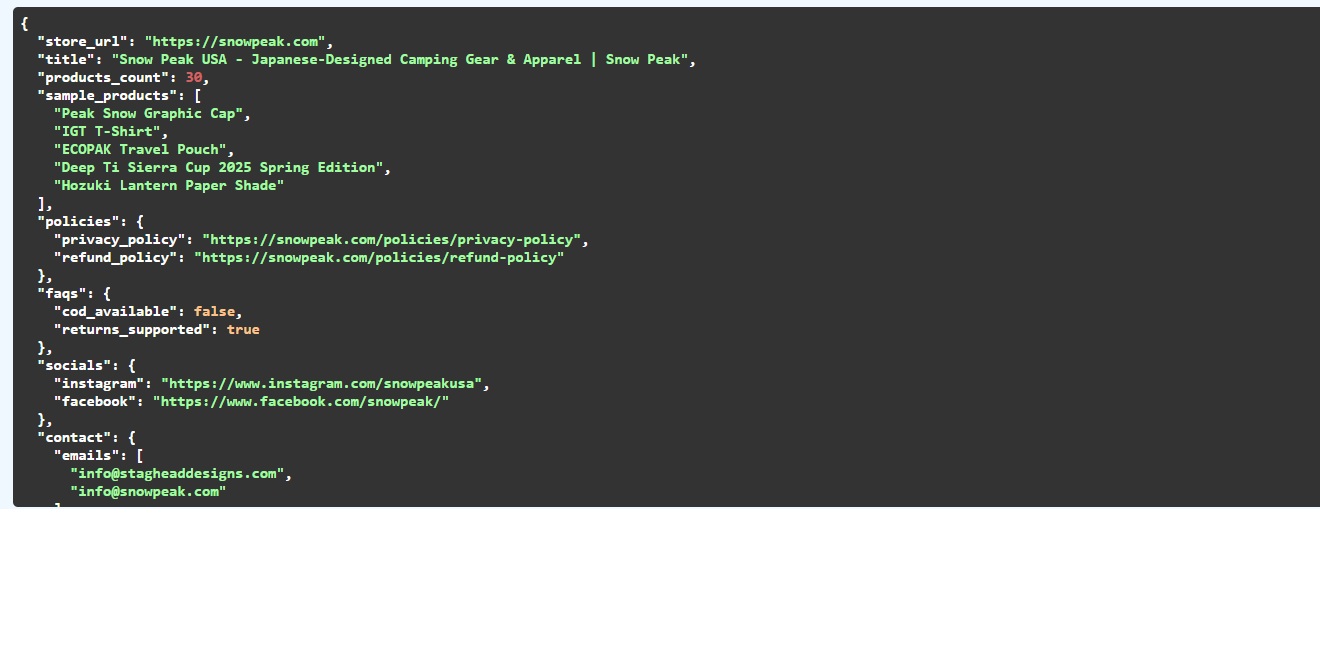 {
  "store_url": "https://snowpeak.com",
  "title": "Snow Peak USA - Japanese-Designed Camping Gear & Apparel | Snow Peak",
  "products_count": 30,
  "sample_products": [
    "Peak Snow Graphic Cap",
    "IGT T-Shirt",
    "ECOPAK Travel Pouch",
    "Deep Ti Sierra Cup 2025 Spring Edition",
    "Hozuki Lantern Paper Shade"
  ],
  "policies": {
    "privacy_policy": "https://snowpeak.com/policies/privacy-policy",
    "refund_policy": "https://snowpeak.com/policies/refund-policy"
  },
  "faqs": {
    "cod_available": false,
    "returns_supported": true
  },
  "socials": {
    "instagram": "https://www.instagram.com/snowpeakusa",
    "facebook": "https://www.facebook.com/snowpeak/"
  },
  "contact": {
    "emails": [
      "info@stagheaddesigns.com",
      "info@snowpeak.com"